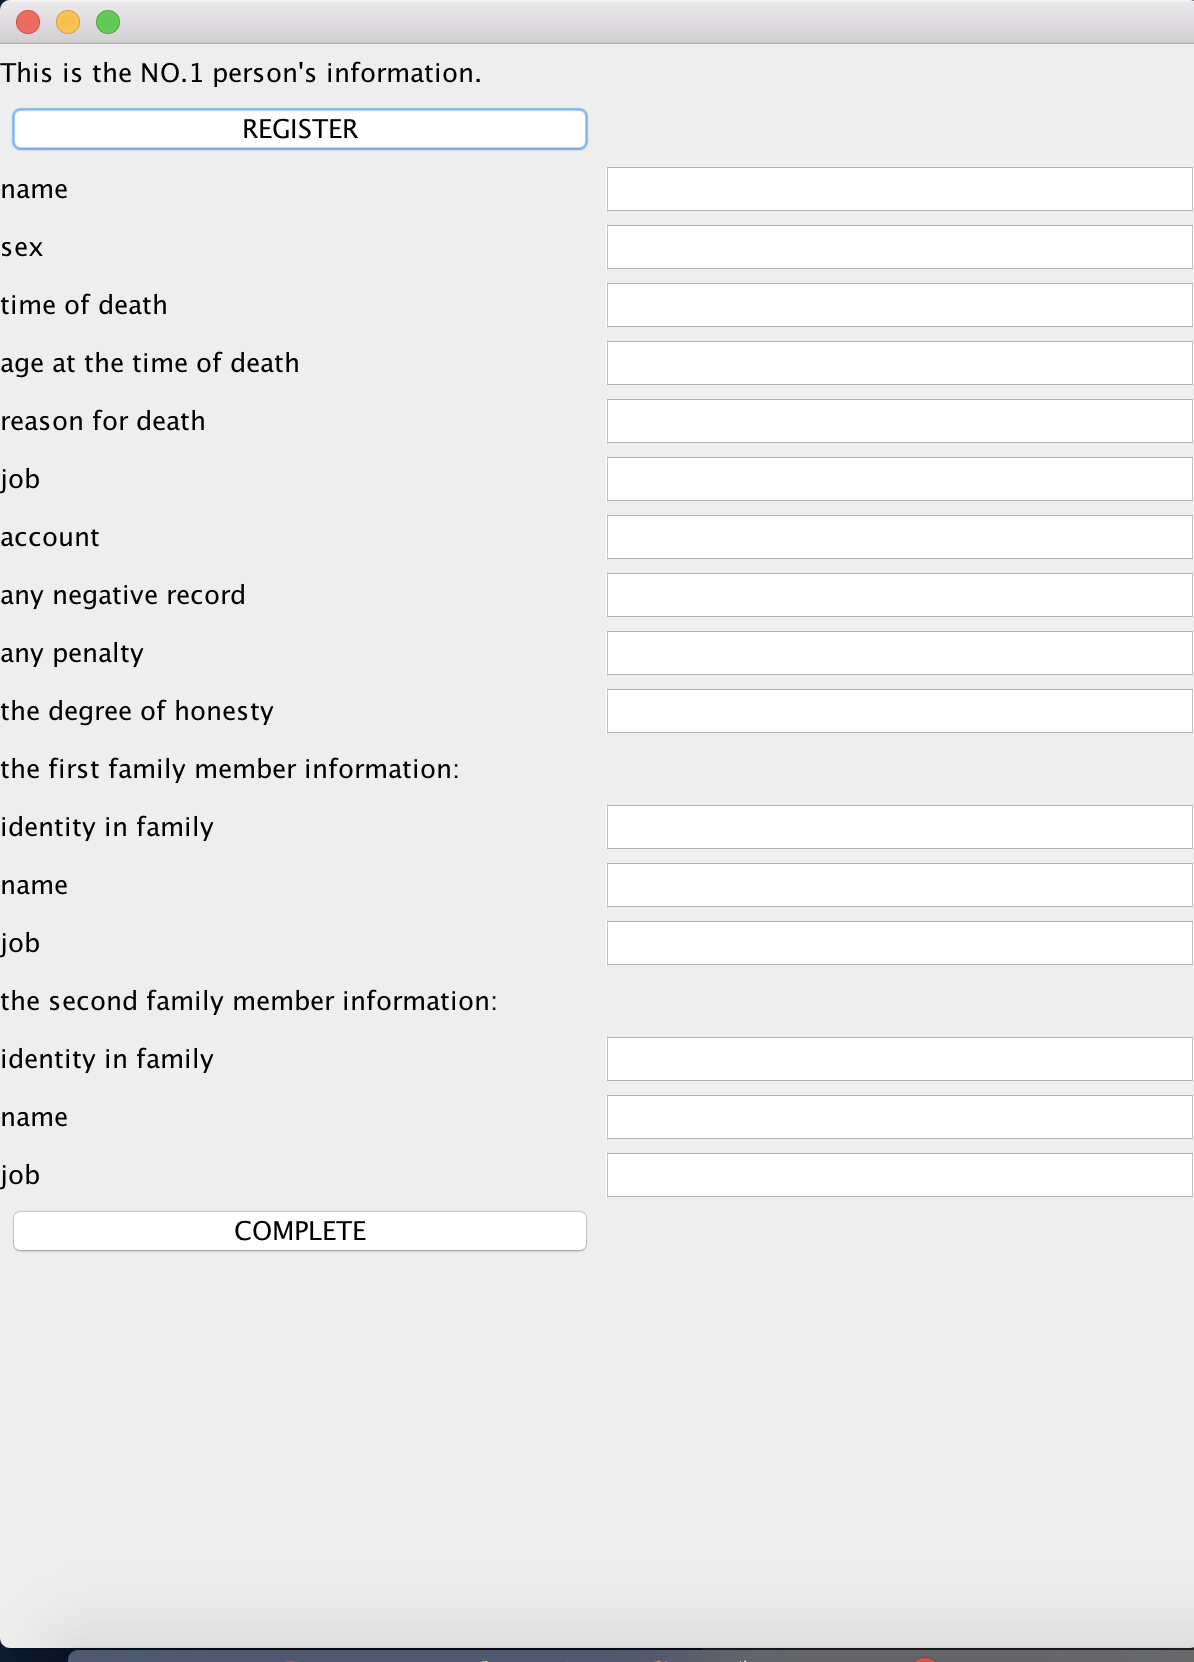 This is the NO.1 person's information.
REGISTER
name
sex
time of death
age at the time of death
reason for death
job
account
any negative record
any penalty
the degree of honesty
the first family member information:
identity in family
name
job
the second family member information:
identity in family
name
job
COMPLETE